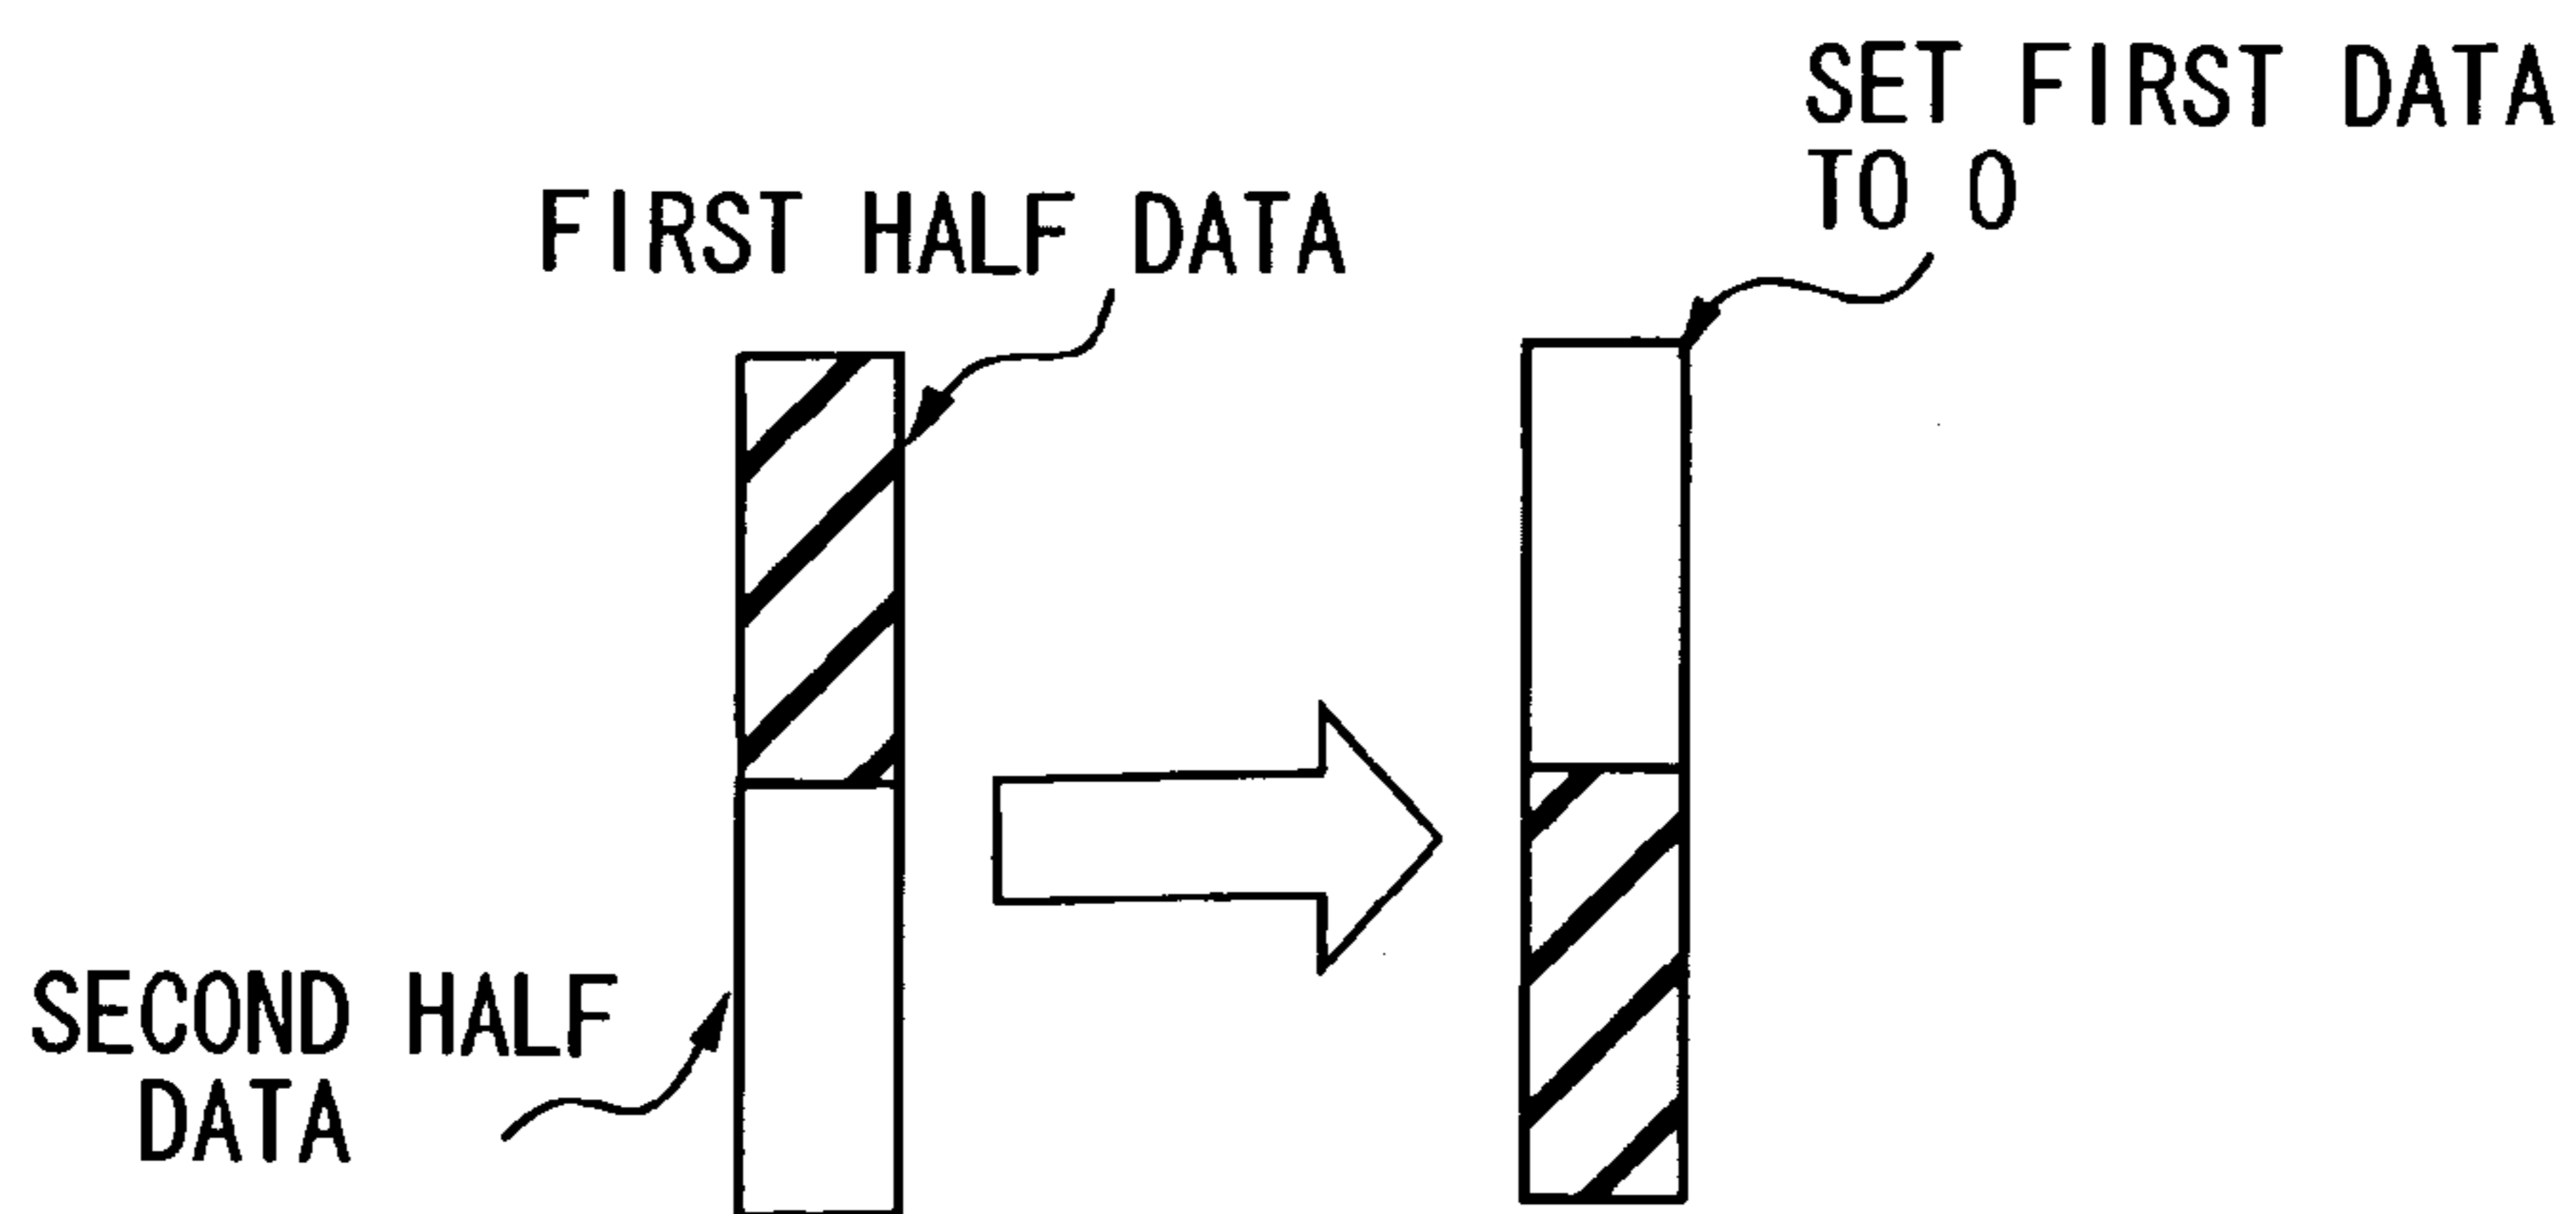 SET FIRST DATA
TO 0
FIRST HALF DATA
SECOND HALF
DATA